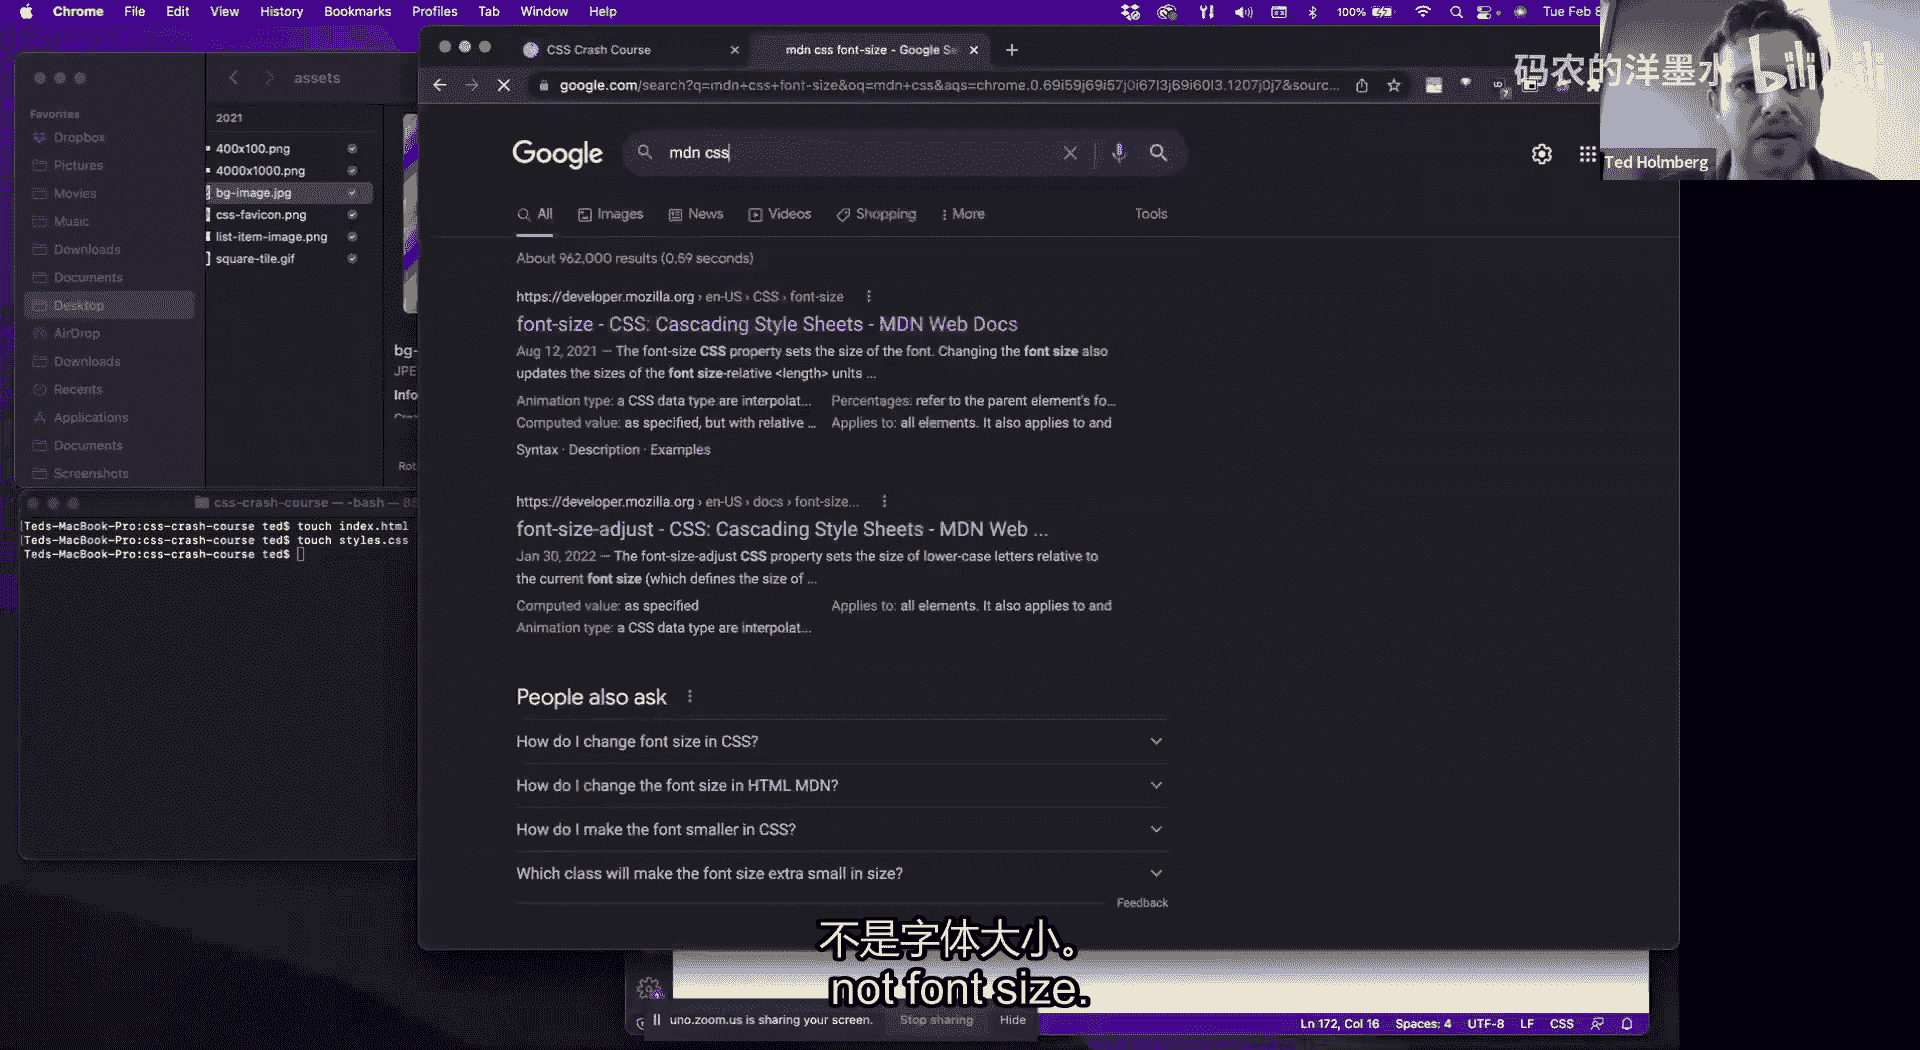 Chrome File Edit View History Bookmarks Profiles Tab Window Help
100% Tue Feb 8
码农的洋墨水 bilibili
Ted Holmberg
CSS Crash Course
mdn css font-size - Google Se
google.com/search?q=mdn+css+font-size&oq=mdn+css&aqs=chrome.0.69i59j69i57j0i67l3j69i60l3.1207j0j7&sourc...
assets
Favorites
Dropbox
Pictures
Movies
Music
Downloads
Documents
Desktop
AirDrop
Downloads
Recents
Applications
Documents
Screenshots
2021
400x100.png
4000x1000.png
bg-image.jpg
css-favicon.png
list-item-image.png
square-tile.gif
bg-
JPE
Info
Rot
css-crash-course — -bash — 8
Teds-MacBook-Pro:css-crash-course ted$ touch index.html
Teds-MacBook-Pro:css-crash-course ted$ touch styles.css
Teds-MacBook-Pro:css-crash-course ted$
Google
mdn css
All Images News Videos Shopping More Tools
About 962,000 results (0.59 seconds)
https://developer.mozilla.org › en-US › CSS › font-size
font-size - CSS: Cascading Style Sheets - MDN Web Docs
Aug 12, 2021 — The font-size CSS property sets the size of the font. Changing the font size also
updates the sizes of the font size-relative <length> units ...
Animation type: a CSS data type are interpolat... Percentages: refer to the parent element's fo...
Computed value: as specified, but with relative ... Applies to: all elements. It also applies to and
Syntax · Description · Examples
https://developer.mozilla.org › en-US › docs › font-size...
font-size-adjust - CSS: Cascading Style Sheets - MDN Web ...
Jan 30, 2022 — The font-size-adjust CSS property sets the size of lower-case letters relative to
the current font size (which defines the size of ...
Computed value: as specified Applies to: all elements. It also applies to and
Animation type: a CSS data type are interpolat...
People also ask
How do I change font size in CSS?
How do I change the font size in HTML MDN?
How do I make the font smaller in CSS?
Which class will make the font size extra small in size?
Feedback
不是字体大小。
not font size.
uno.zoom.us is sharing your screen. Stop sharing Hide
Ln 172, Col 16 Spaces: 4 UTF-8 LF CSS